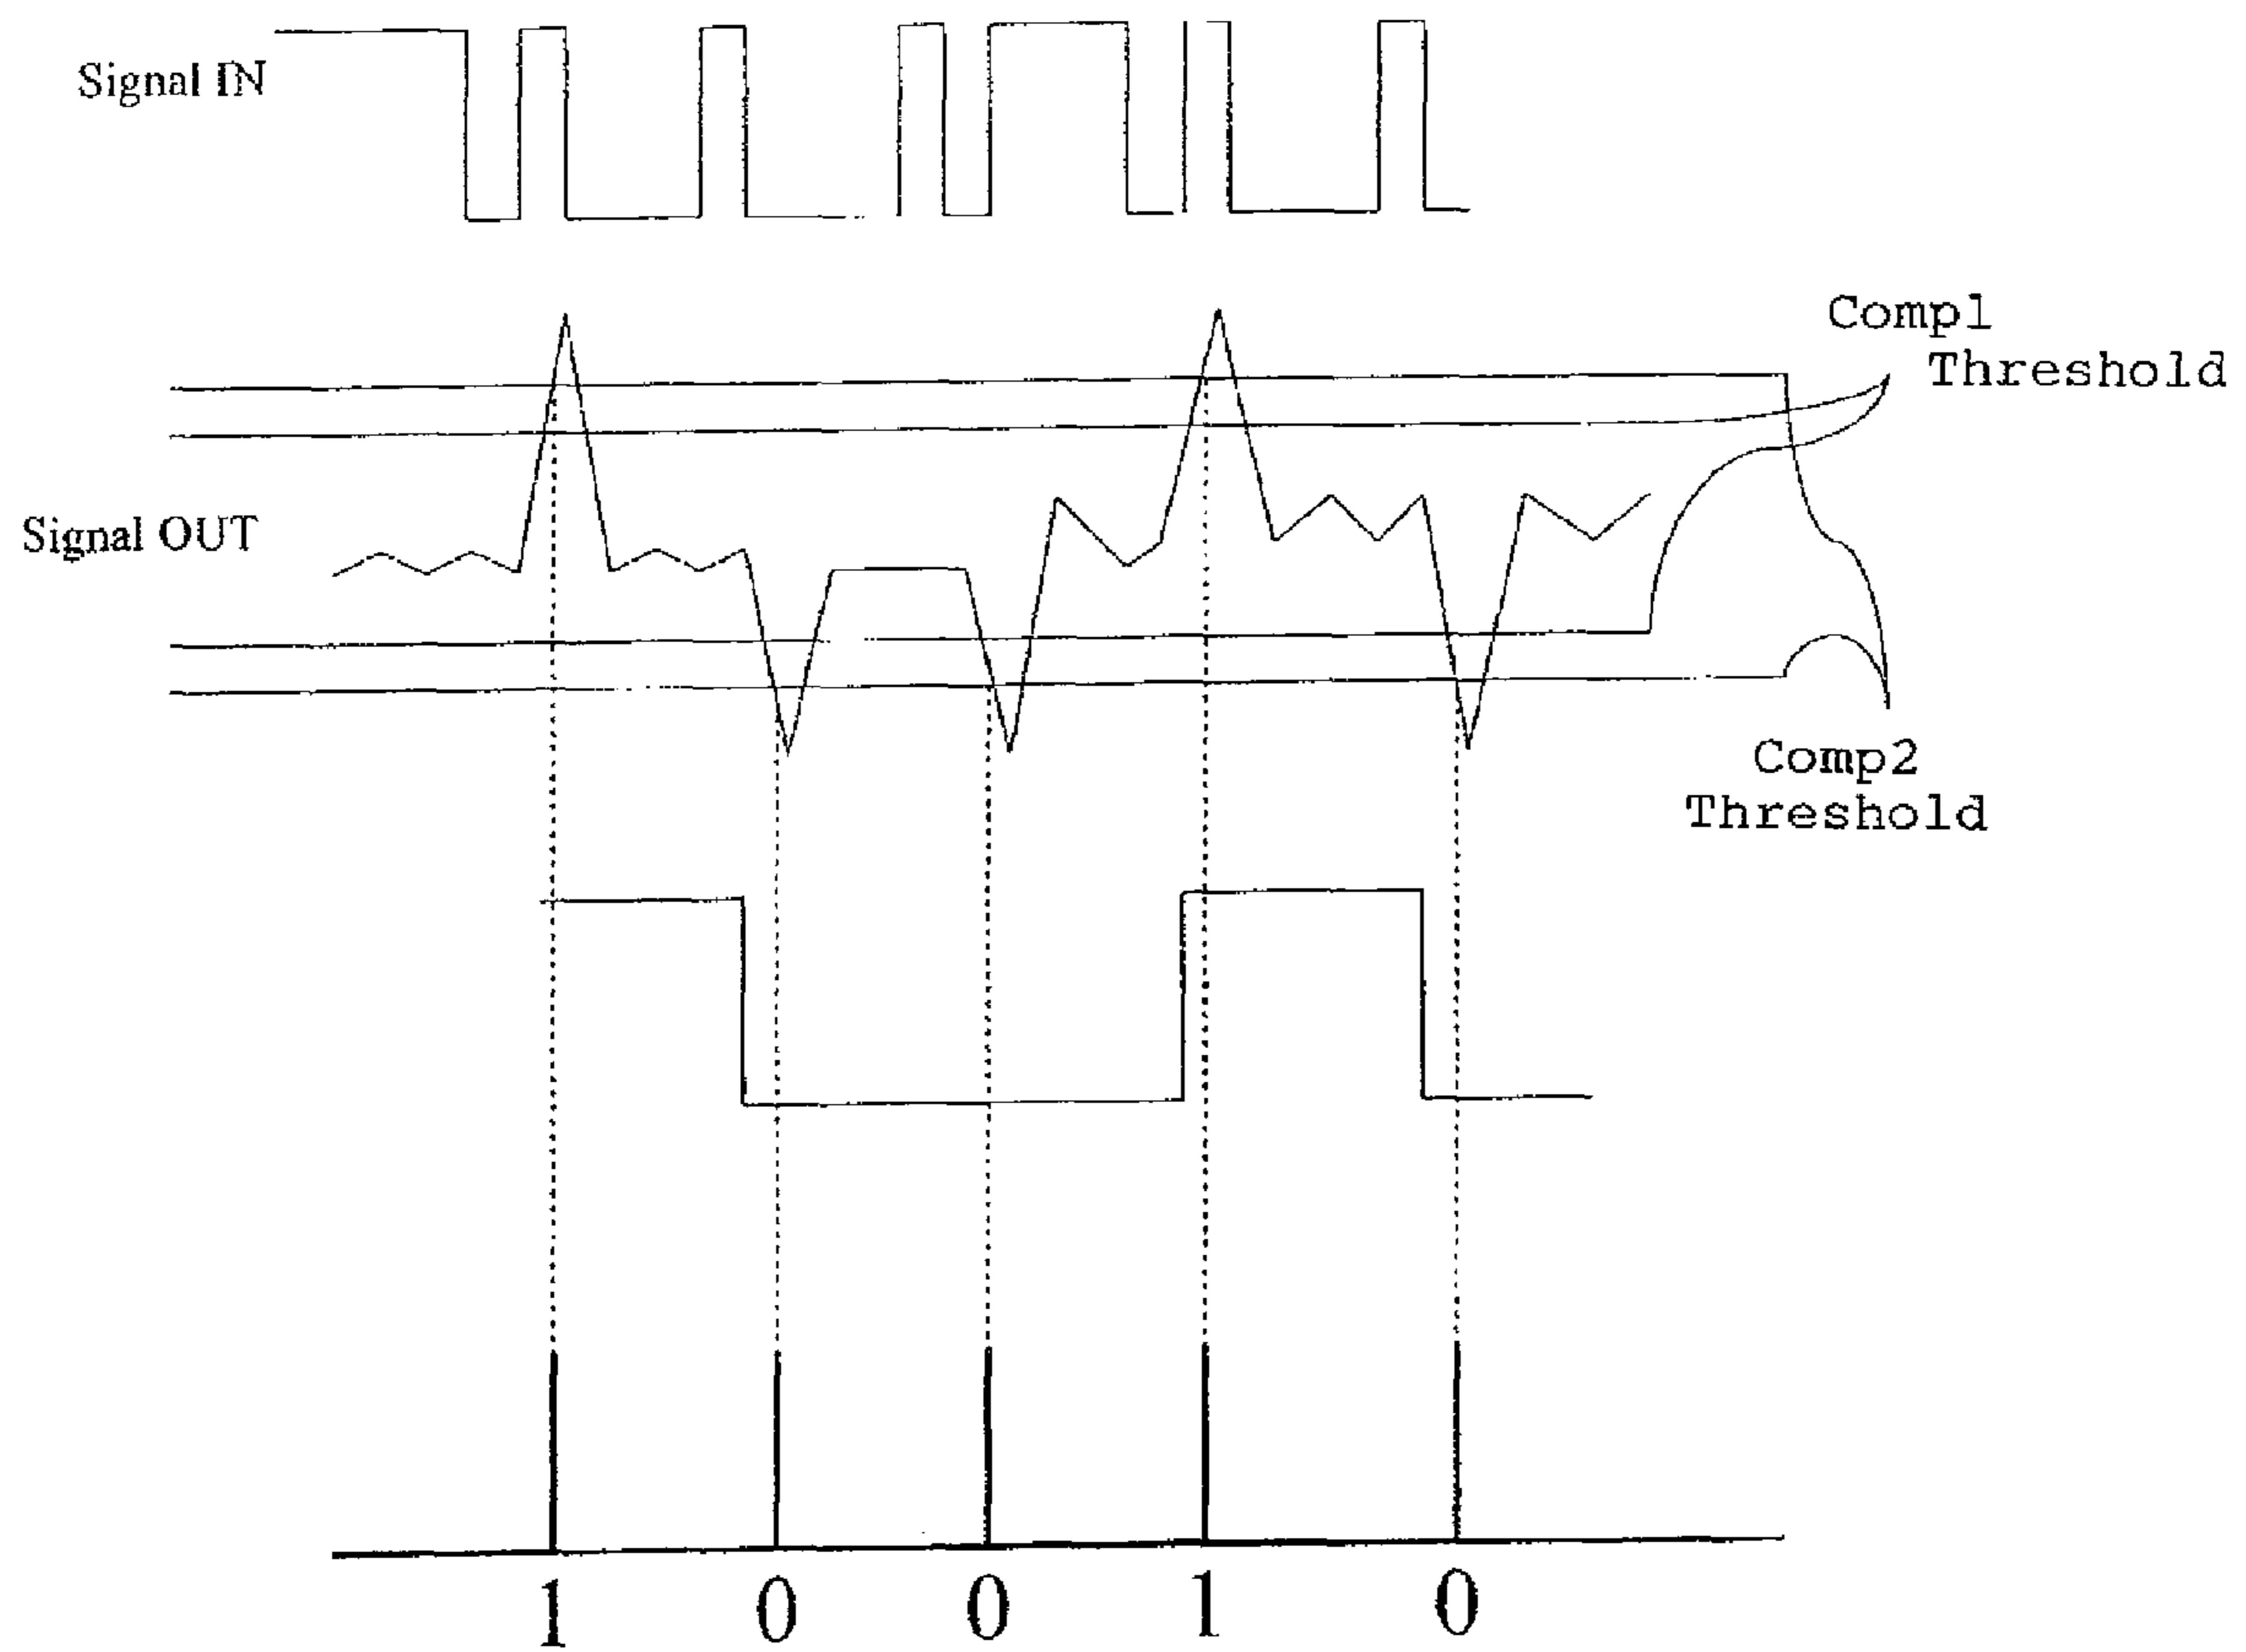 Signal IN
Comp1
Threshold
Signal OUT
Comp2
Threshold
1 0 0 1 0